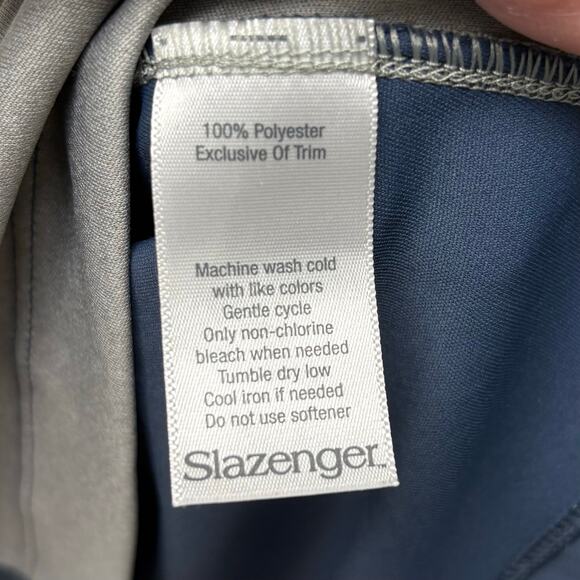 100% Polyester
Exclusive Of Trim
Machine wash cold
with like colors
Gentle cycle
Only non-chlorine
bleach when needed
Tumble dry low
Cool iron if needed
Do not use softener
Slazenger